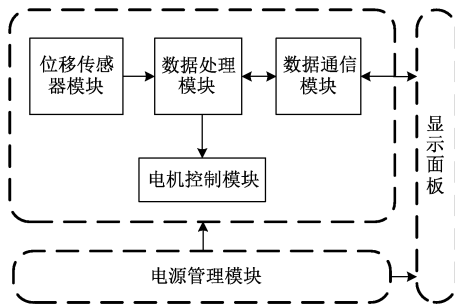 位移传感
器模块
数据处理
模块
数据通信
模块
电机控制模块
显示面板
电源管理模块